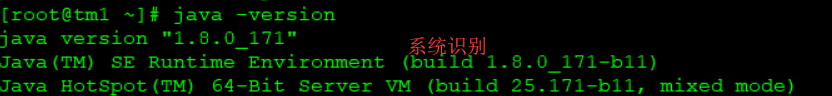 [root@tm1 ~]# java -version
java version "1.8.0_171"
系统识别
Java(TM) SE Runtime Environment (build 1.8.0_171-b11)
Java HotSpot(TM) 64-Bit Server VM (build 25.171-b11, mixed mode)